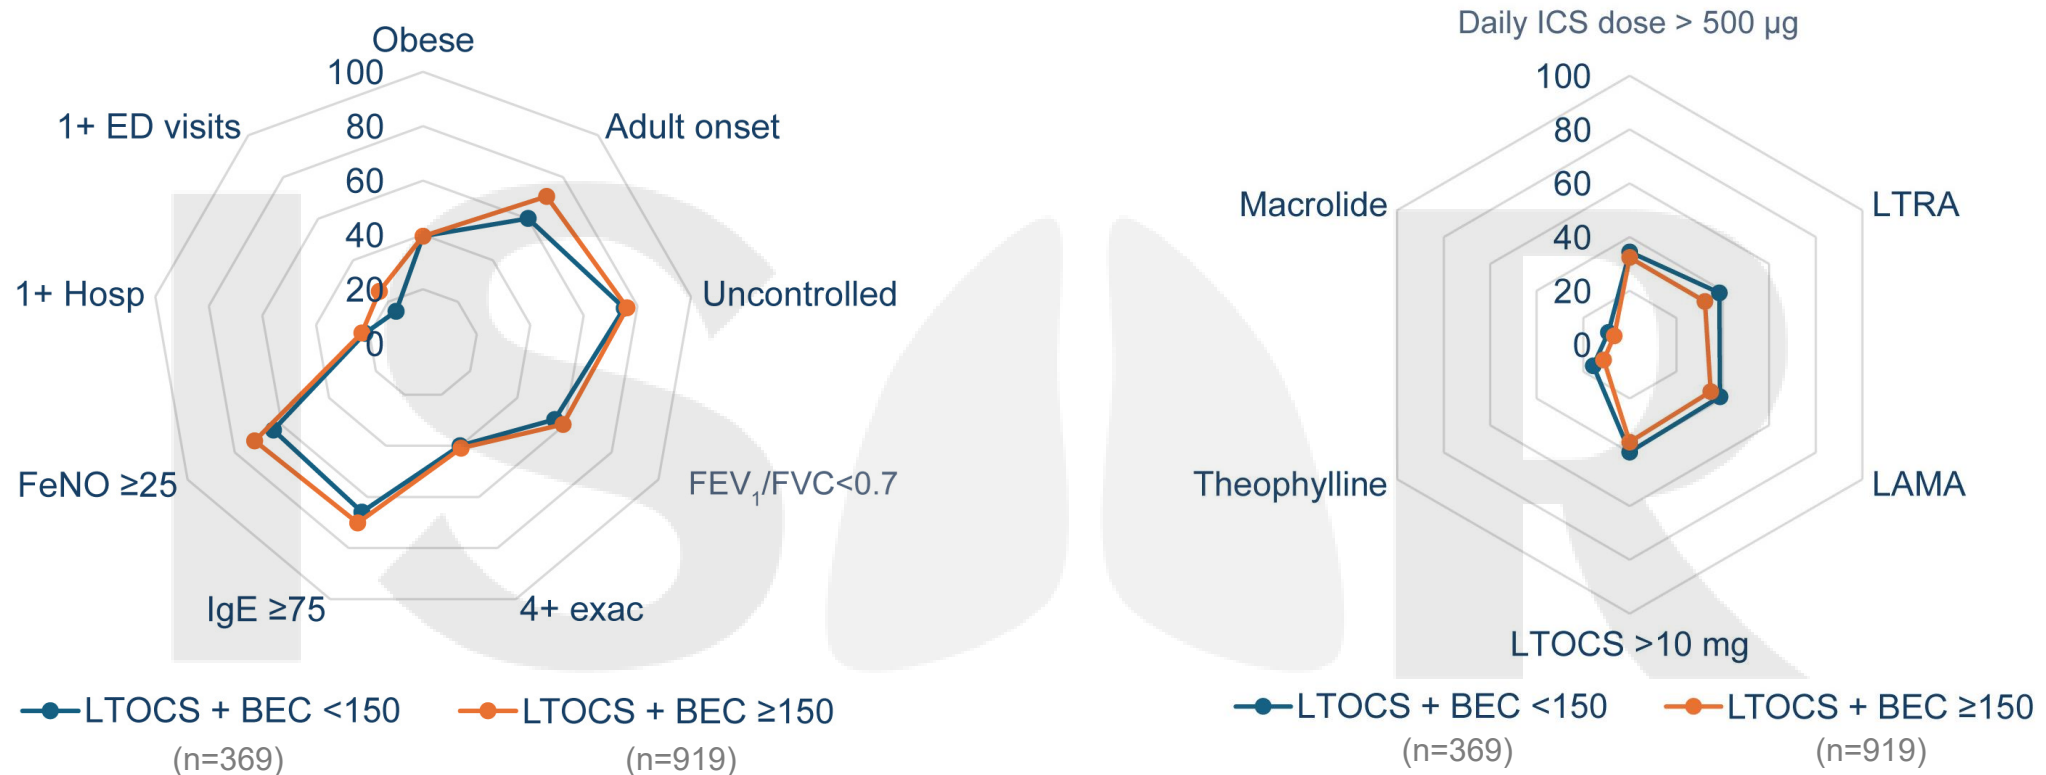 Obese
100
1+ ED visits
80
Adult onset
60
40
1+ Hosp
20
Uncontrolled
0
FeNO ≥25
FEV₁/FVC<0.7
IgE ≥75
4+ exac
LTOCS + BEC <150
LTOCS + BEC ≥150
(n=369)
(n=919)
Daily ICS dose > 500 µg
100
80
Macrolide
60
LTRA
40
20
0
Theophylline
LAMA
LTOCS >10 mg
LTOCS + BEC <150
LTOCS + BEC ≥150
(n=369)
(n=919)
IS R